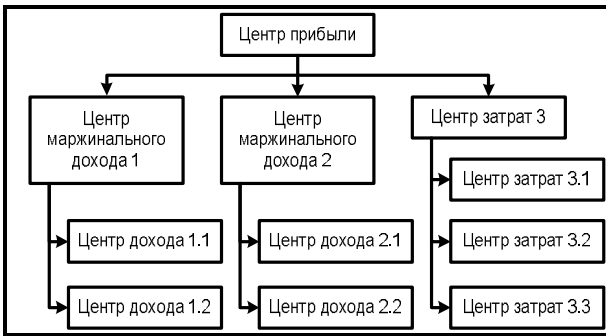 Центр прибыли
Центр
маржинального
дохода 1
Центр
маржинального
дохода 2
Центр затрат 3
Центр затрат 3.1
Центр дохода 1.1
Центр дохода 2.1
Центр затрат 3.2
Центр дохода 1.2
Центр дохода 2.2
Центр затрат 3.3